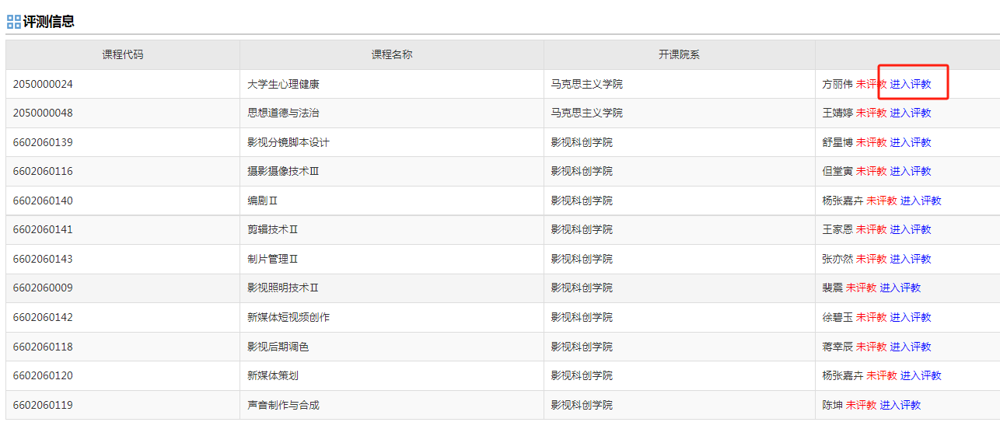 评测信息
课程代码 课程名称 开课院系
2050000024 大学生心理健康 马克思主义学院 方丽伟 未评教 进入评教
2050000048 思想道德与法治 马克思主义学院 王婧婷 未评教 进入评教
6602060139 影视分镜脚本设计 影视科创学院 舒星博 未评教 进入评教
6602060116 摄影摄像技术Ⅲ 影视科创学院 但堂寅 未评教 进入评教
6602060140 编剧Ⅱ 影视科创学院 杨张嘉卉 未评教 进入评教
6602060141 剪辑技术Ⅱ 影视科创学院 王家恩 未评教 进入评教
6602060143 制片管理Ⅱ 影视科创学院 张亦然 未评教 进入评教
6602060009 影视照明技术Ⅱ 影视科创学院 裴震 未评教 进入评教
6602060142 新媒体短视频创作 影视科创学院 徐碧玉 未评教 进入评教
6602060118 影视后期调色 影视科创学院 蒋幸辰 未评教 进入评教
6602060120 新媒体策划 影视科创学院 杨张嘉卉 未评教 进入评教
6602060119 声音制作与合成 影视科创学院 陈坤 未评教 进入评教